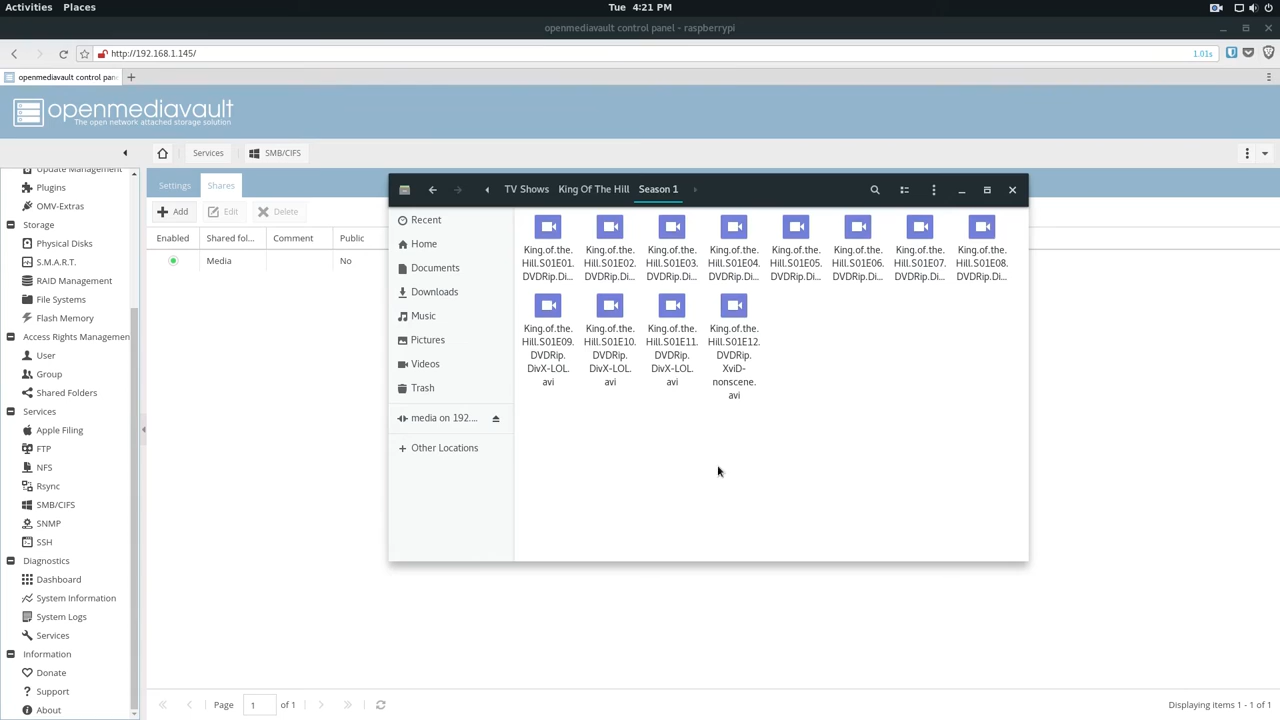 Activities Places Tue 4:21 PM
openmediavault control panel - raspberrypi
http://192.168.1.145/ 1.01s
openmediavault control pan
openmediavault
The open network attached storage solution
Services SMB/CIFS
Update Management
Plugins
OMV-Extras
Storage
Physical Disks
S.M.A.R.T.
RAID Management
File Systems
Flash Memory
Access Rights Managemen
User
Group
Shared Folders
Services
Apple Filing
FTP
NFS
Rsync
SMB/CIFS
SNMP
SSH
Diagnostics
Dashboard
System Information
System Logs
Services
Information
Donate
Support
About
Settings Shares
Add Edit Delete
Enabled Shared fol... Comment Public
Media No
TV Shows King Of The Hill Season 1
Recent
Home
Documents
Downloads
Music
Pictures
Videos
Trash
media on 192....
Other Locations
King.of.the. King.of.the. King.of.the. King.of.the. King.of.the. King.of.the. King.of.the. King.of.the.
Hill.S01E01. Hill.S01E02. Hill.S01E03. Hill.S01E04. Hill.S01E05. Hill.S01E06. Hill.S01E07. Hill.S01E08.
DVDRip.Di... DVDRip.Di... DVDRip.Di... DVDRip.Di... DVDRip.Di... DVDRip.Di... DVDRip.Di... DVDRip.Di...
King.of.the. King.of.the. King.of.the. King.of.the.
Hill.S01E09. Hill.S01E10. Hill.S01E11. Hill.S01E12.
DVDRip. DVDRip. DVDRip. DVDRip.
DivX-LOL. DivX-LOL. DivX-LOL. XviD-
avi avi avi nonscene.
avi
Page 1 of 1 Displaying items 1 - 1 of 1